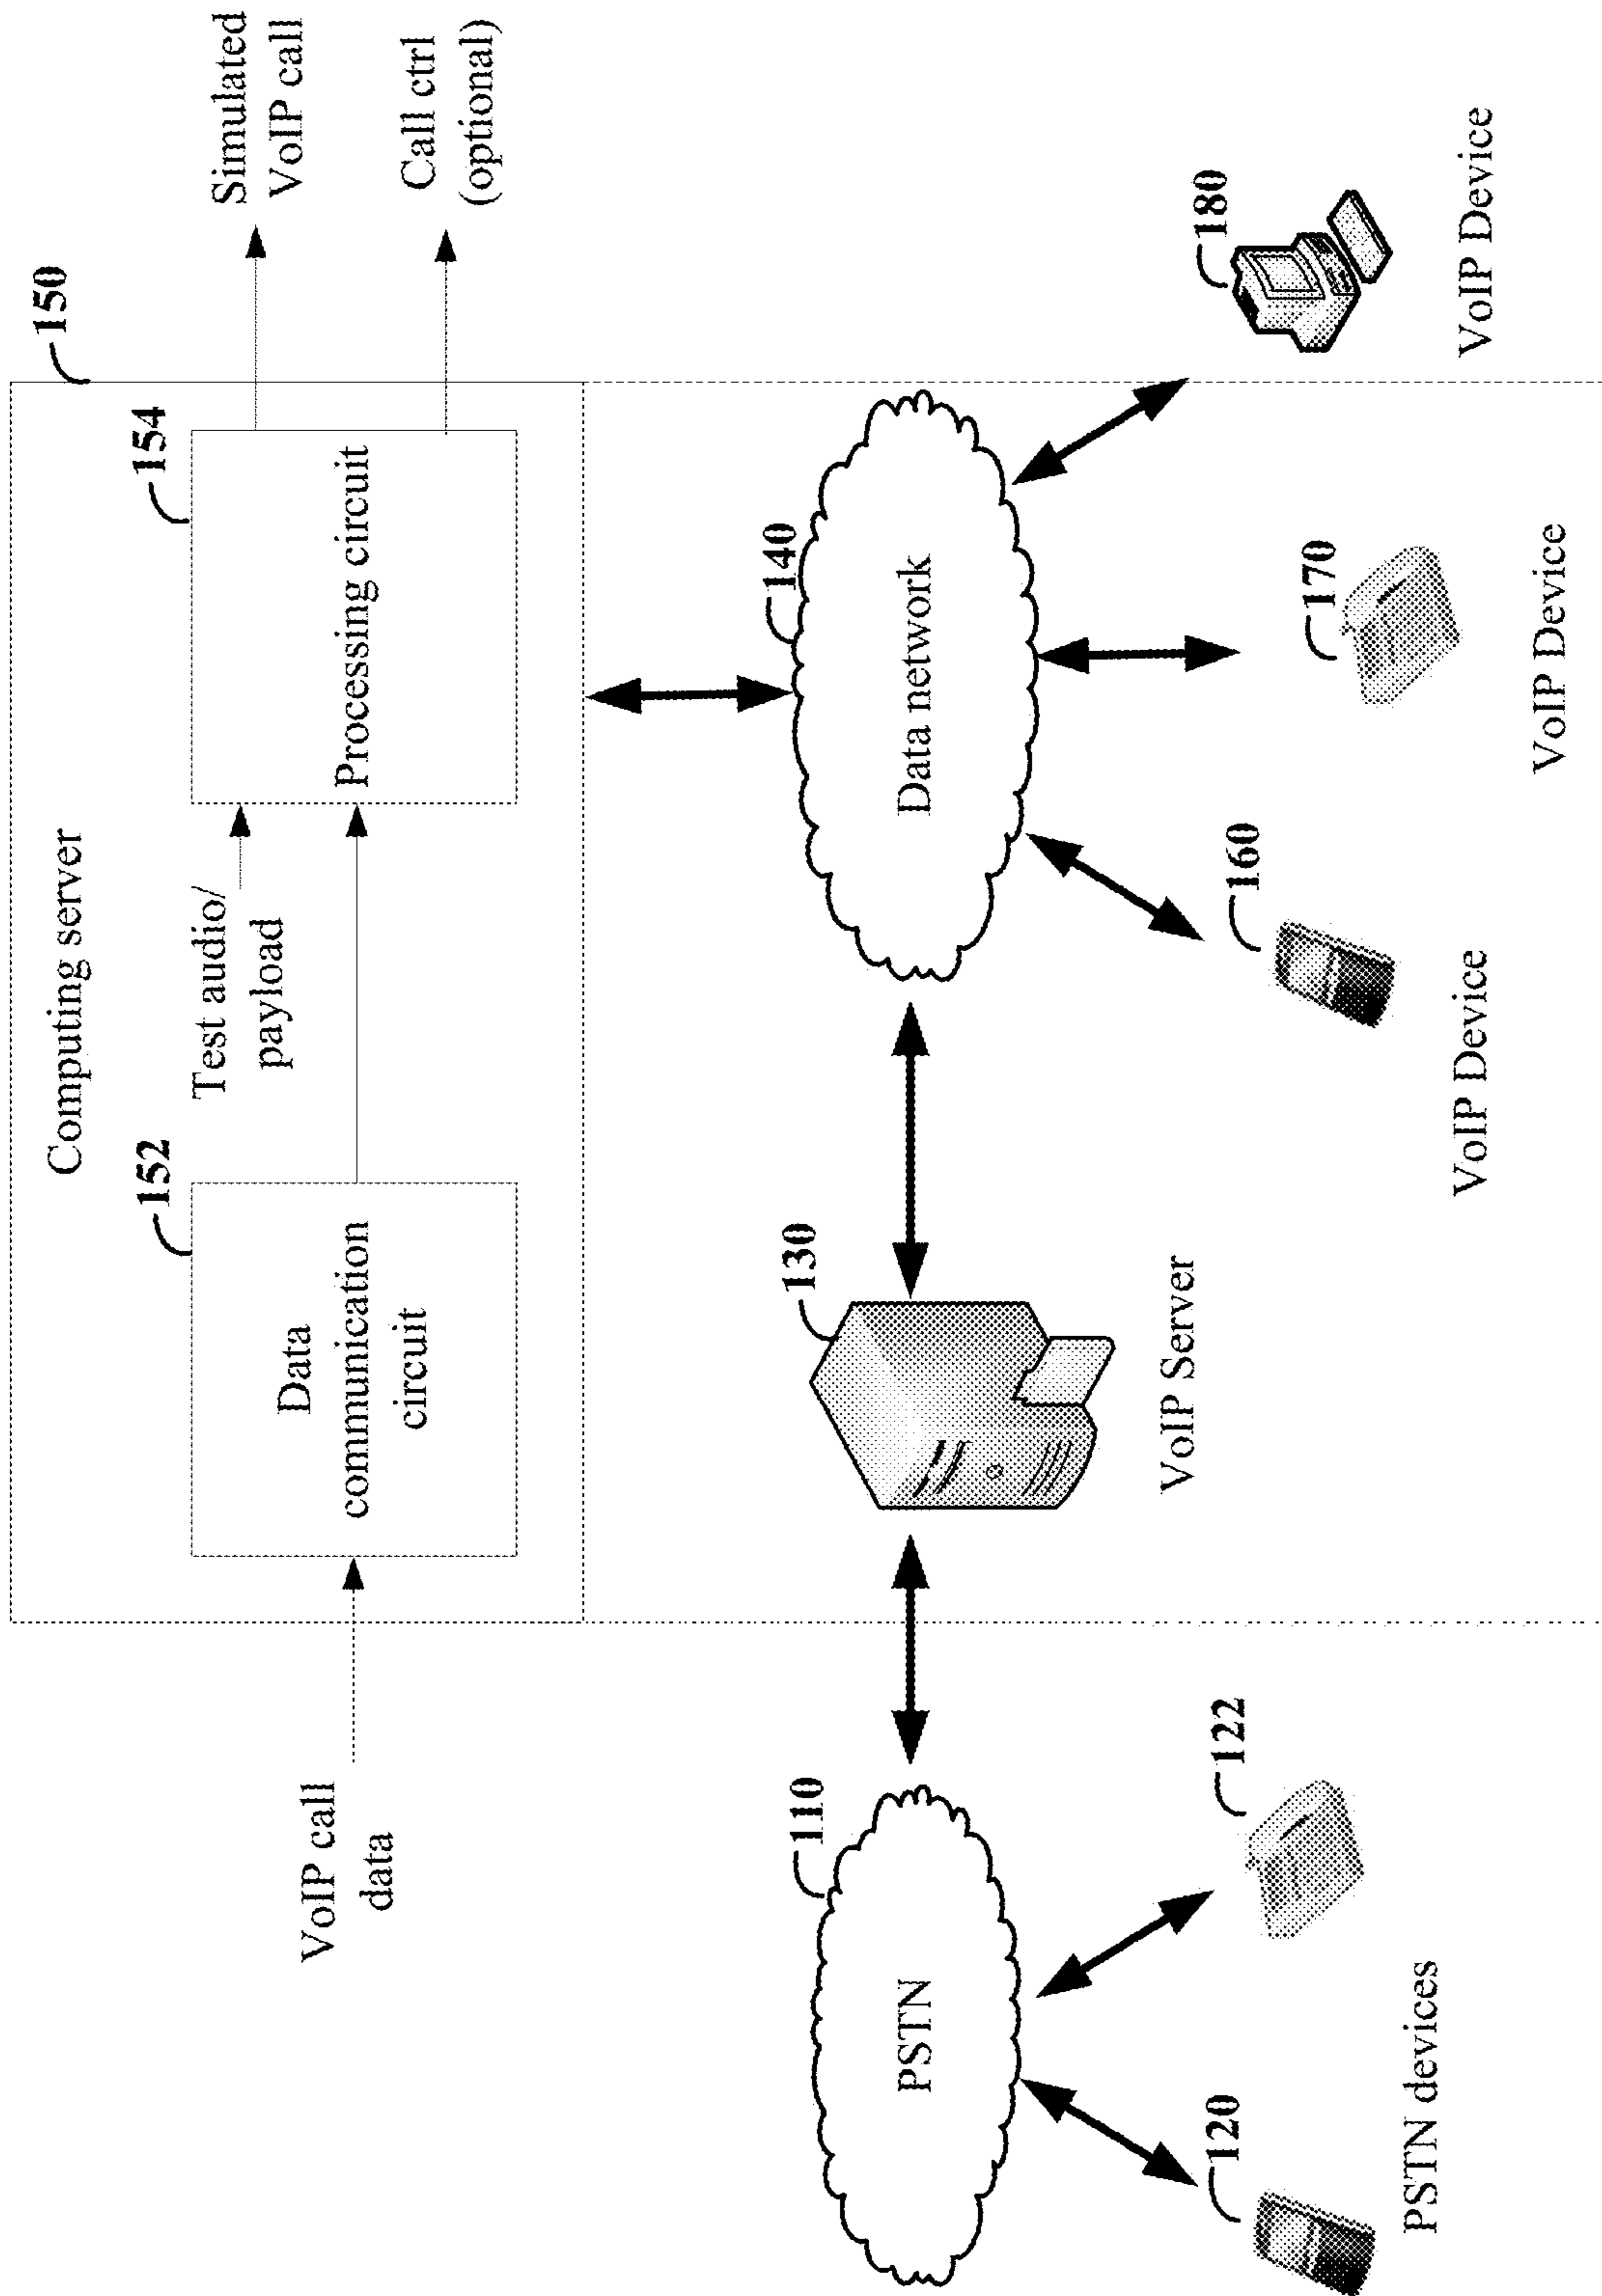 Computing server
150
152
154
VoIP call
data
Data
communication
circuit
Test audio/
payload
Processing circuit
Simulated
VoIP call
Call ctrl
(optional)
110
PSTN
130
VoIP Server
140
Data network
120
122
PSTN devices
160
VoIP Device
170
VoIP Device
180
VoIP Device